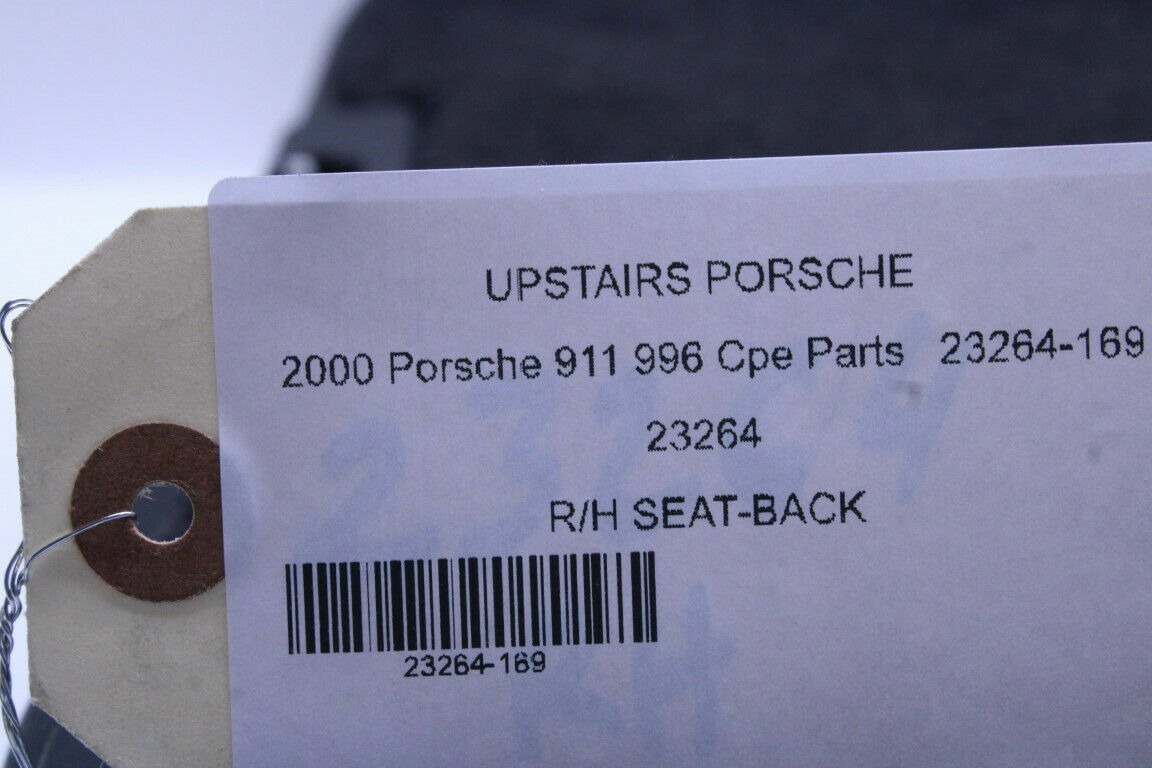 UPSTAIRS PORSCHE
2000 Porsche 911 996 Cpe Parts 23264-169
23264
R/H SEAT-BACK
23264-169